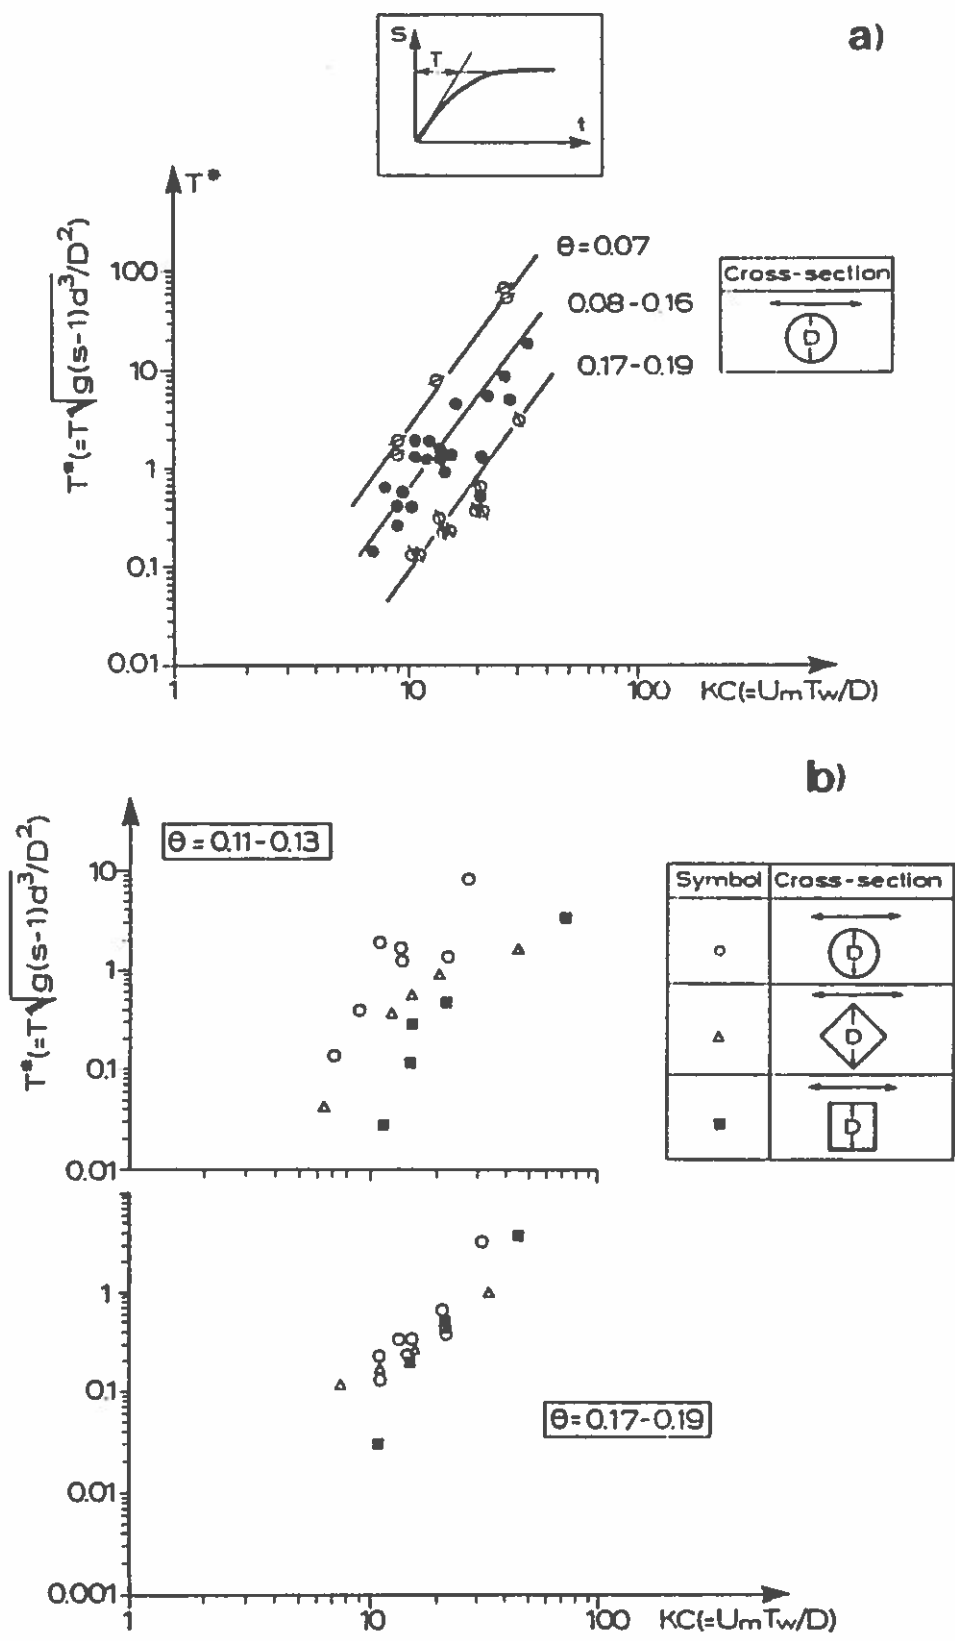 a)
S
T
t
T*
T*(=T√g(s-1)d³/D²)
θ=0.07
0.08-0.16
0.17-0.19
Cross-section
D
100
10
1
0.1
0.01
1
10
100
KC(=UmTw/D)
b)
T*(=T√g(s-1)d³/D²)
θ=0.11-0.13
10
1
0.1
0.01
Symbol Cross-section
D
D
D
1
0.1
0.01
0.001
θ=0.17-0.19
1
10
100
KC(=UmTw/D)